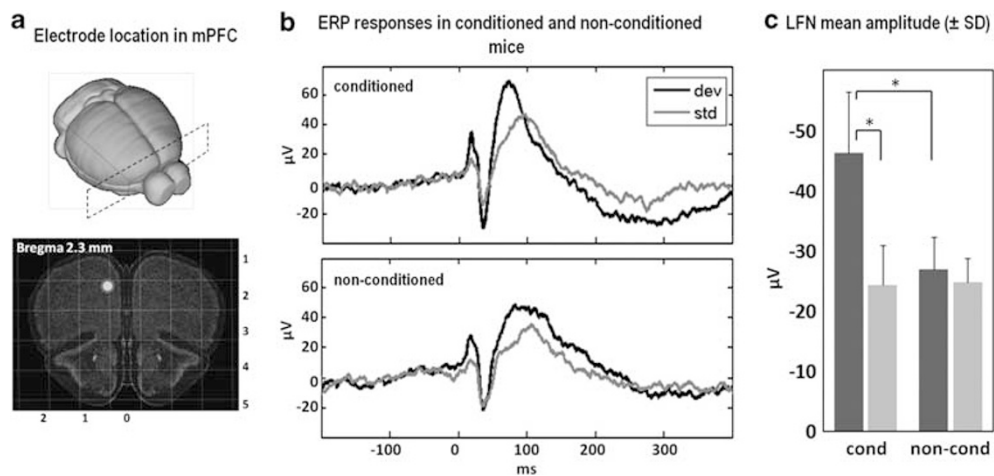 a
Electrode location in mPFC
Bregma 2.3 mm
1
2
3
4
5
2 1 0
b
ERP responses in conditioned and non-conditioned
mice
conditioned
dev
std
60
40
20
0
-20
µV
non-conditioned
60
40
20
0
-20
µV
-100 0 100 200 300
ms
c
LFN mean amplitude (± SD)
*
*
-50
-40
-30
-20
-10
0
µV
cond non-cond